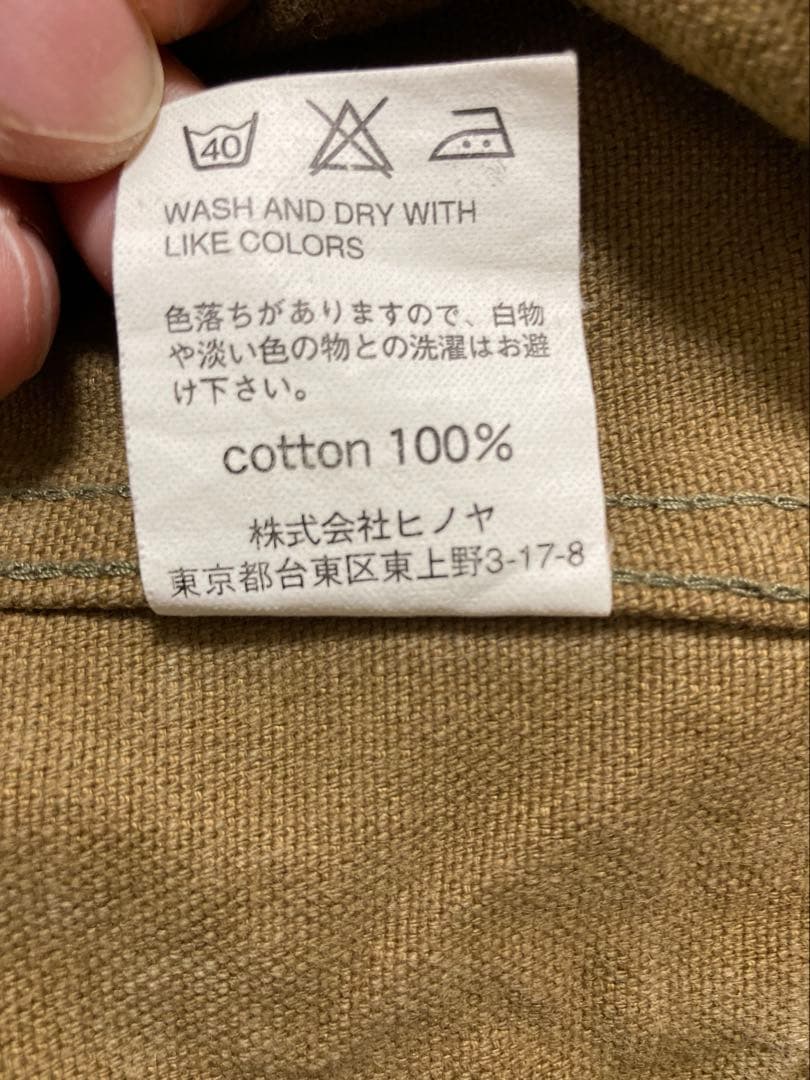 40
WASH AND DRY WITH
LIKE COLORS
色落ちがありますので、白物
や淡い色の物との洗濯はお避
け下さい。
cotton 100%
株式会社ヒノヤ
東京都台東区東上野3-17-8